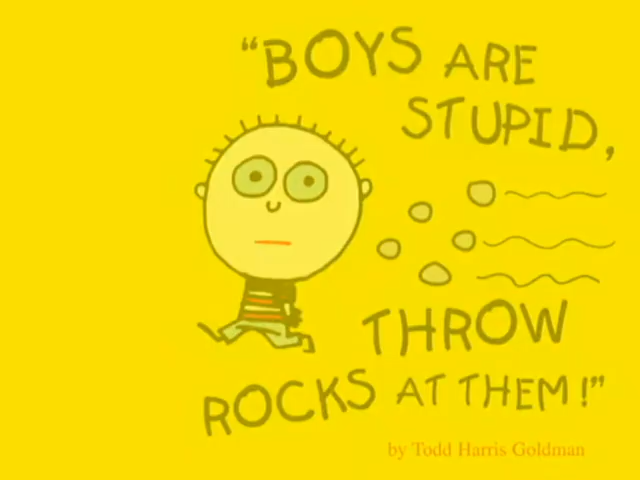 “BOYS ARE
STUPID,
THROW
ROCKS AT THEM!”
by Todd Harris Goldman